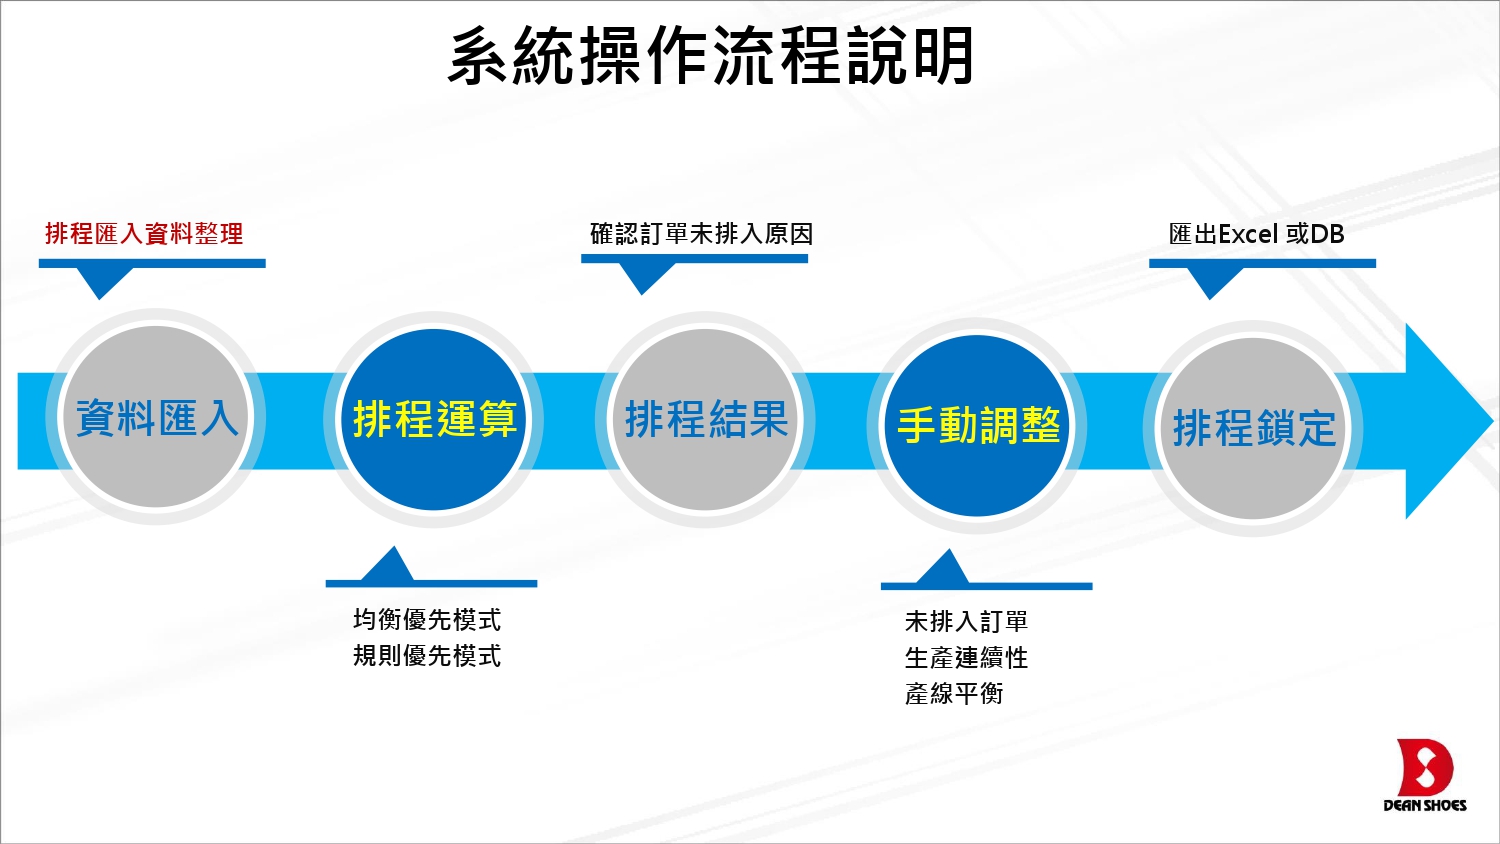 系統操作流程說明
排程匯入資料整理
確認訂單未排入原因
匯出Excel 或DB
資料匯入
排程運算
排程結果
手動調整
排程鎖定
均衡優先模式
規則優先模式
未排入訂單
生產連續性
產線平衡
DEAN SHOES